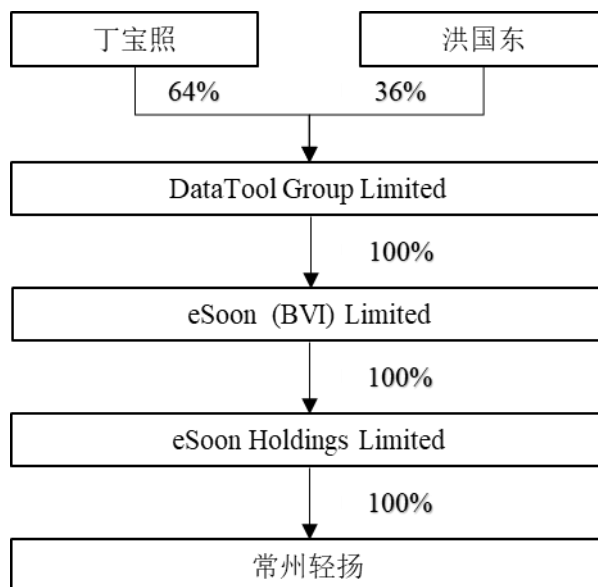 丁宝照
洪国东
64%
36%
DataTool Group Limited
100%
eSoon (BVI) Limited
100%
eSoon Holdings Limited
100%
常州轻扬